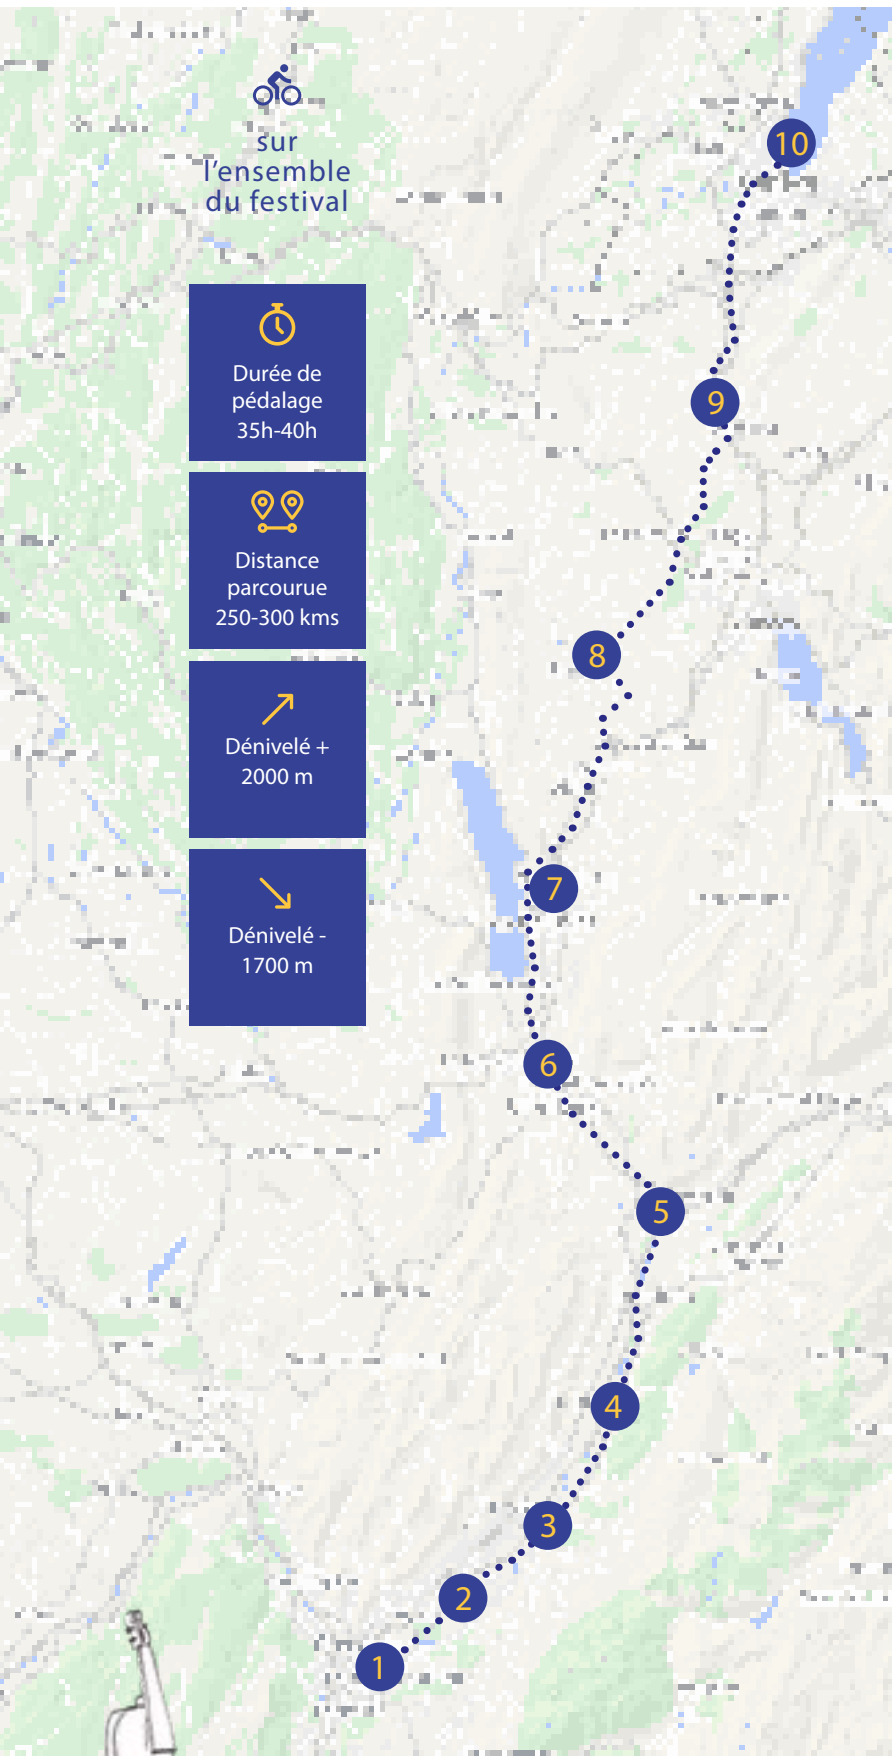 sur
l'ensemble
du festival
Durée de
pédalage
35h-40h
Distance
parcourue
250-300 kms
Dénivelé +
2000 m
Dénivelé -
1700 m
10
9
8
7
6
5
4
3
2
1